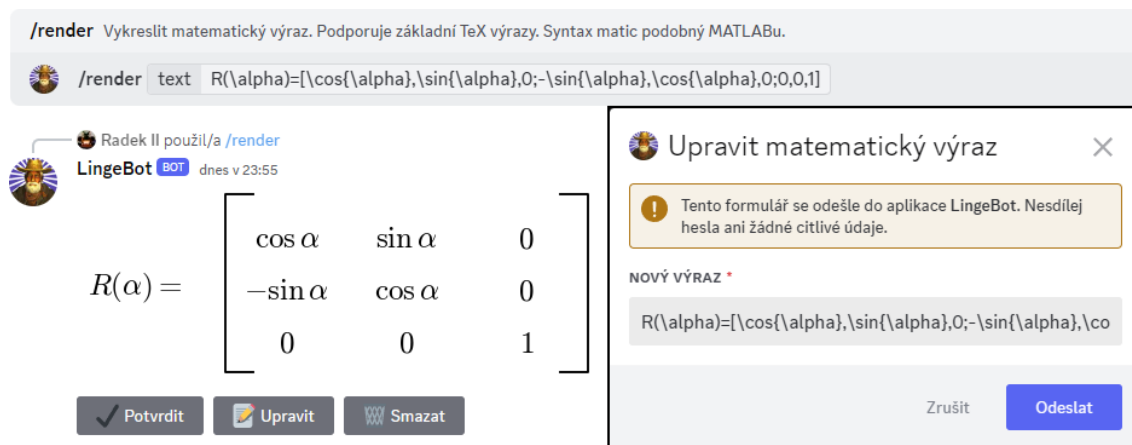 /render Vykreslit matematický výraz. Podporuje základní TeX výrazy. Syntax matic podobný MATLABu.
/render text R(\alpha)=[\cos{\alpha},\sin{\alpha},0;-\sin{\alpha},\cos{\alpha},0;0,0,1]
Radek II použil/a /render
LingeBot BOT dnes v 23:55
cos α sin α 0
R(α) = −sin α cos α 0
0 0 1
Potvrdit Upravit Smazat
Upravit matematický výraz
Tento formulář se odešle do aplikace LingeBot. Nesdílej
hesla ani žádné citlivé údaje.
NOVÝ VÝRAZ *
R(\alpha)=[\cos{\alpha},\sin{\alpha},0;-\sin{\alpha},\co
Zrušit Odeslat